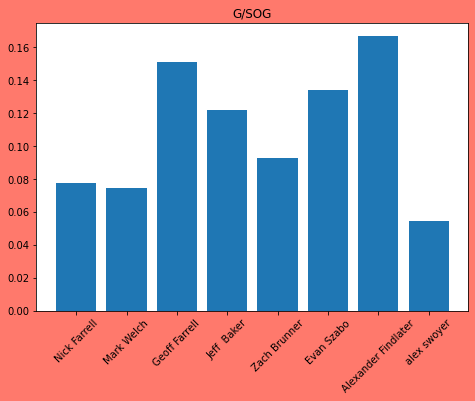 G/SOG
0.16
0.14
0.12
0.10
0.08
0.06
0.04
0.02
0.00
Nick Farrell
Mark Welch
Geoff Farrell
Jeff  Baker
Zach Brunner
Evan Szabo
Alexander Findlater
alex swoyer